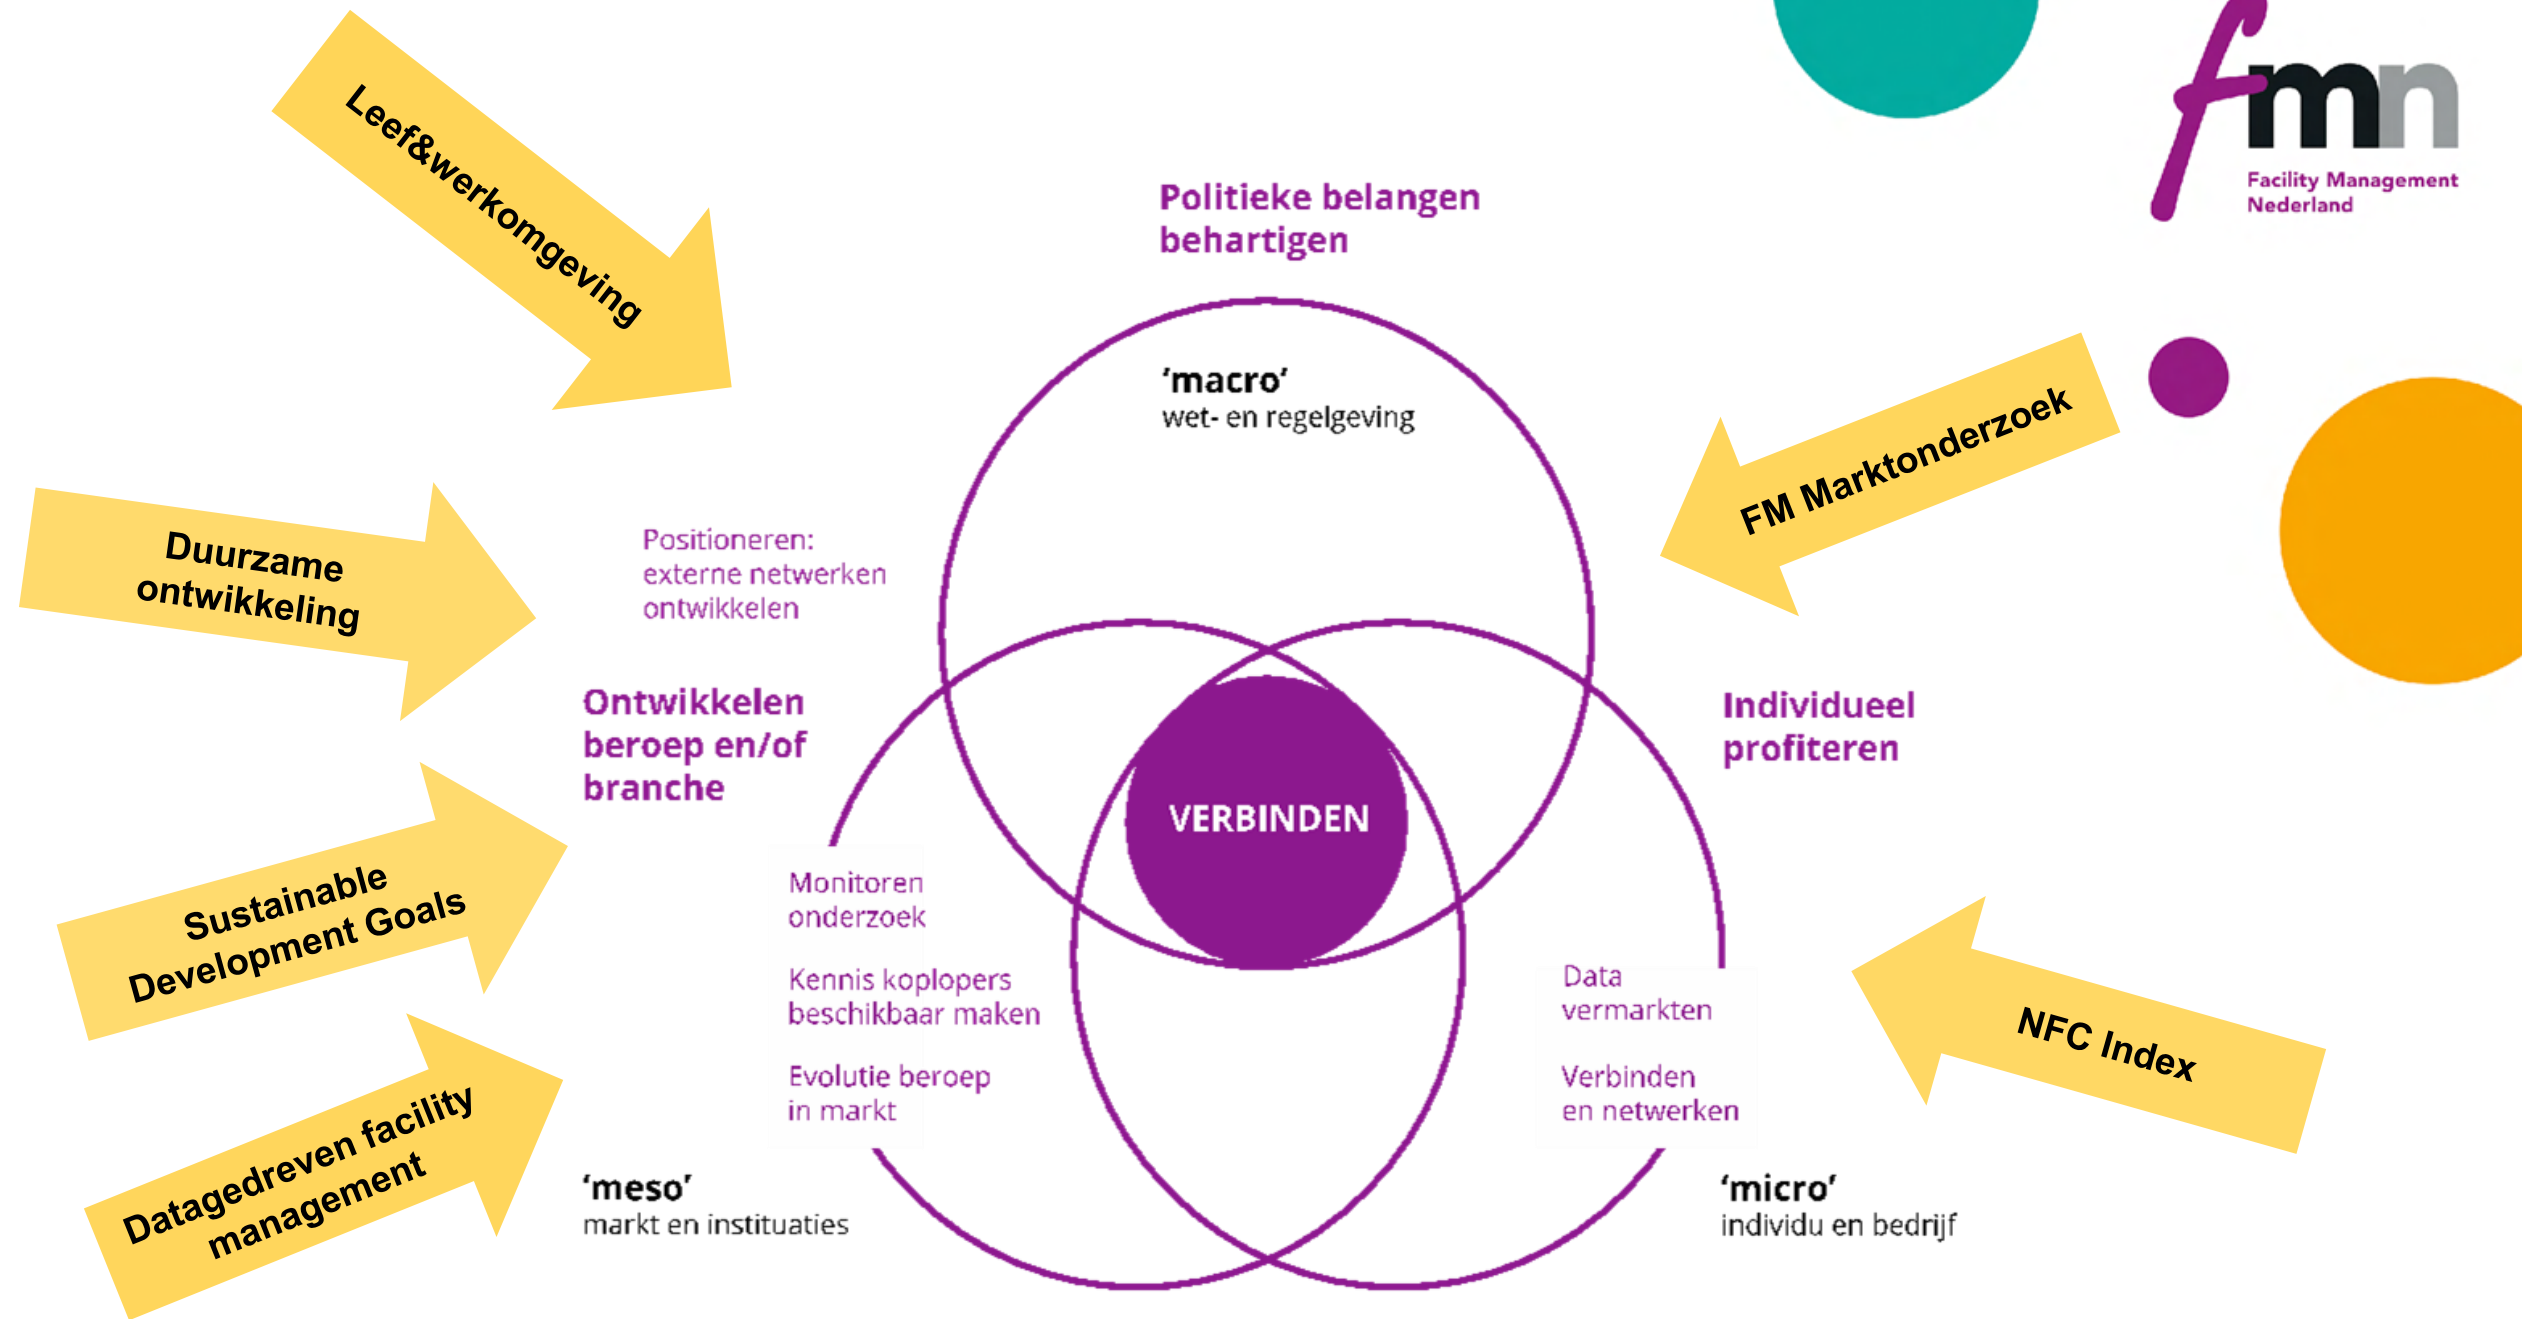 Leef&werkomgeving
fmn
Facility Management
Nederland
Politieke belangen
behartigen
'macro'
wet- en regelgeving
FM Marktonderzoek
Duurzame
ontwikkeling
Positioneren:
externe netwerken
ontwikkelen
Ontwikkelen
beroep en/of
branche
Individueel
profiteren
VERBINDEN
Sustainable
Development Goals
Monitoren
onderzoek
Kennis koplopers
beschikbaar maken
Evolutie beroep
in markt
Data
vermarkten
Verbinden
en netwerken
NFC Index
Datagedreven facility
management
'meso'
markt en instituaties
'micro'
individu en bedrijf